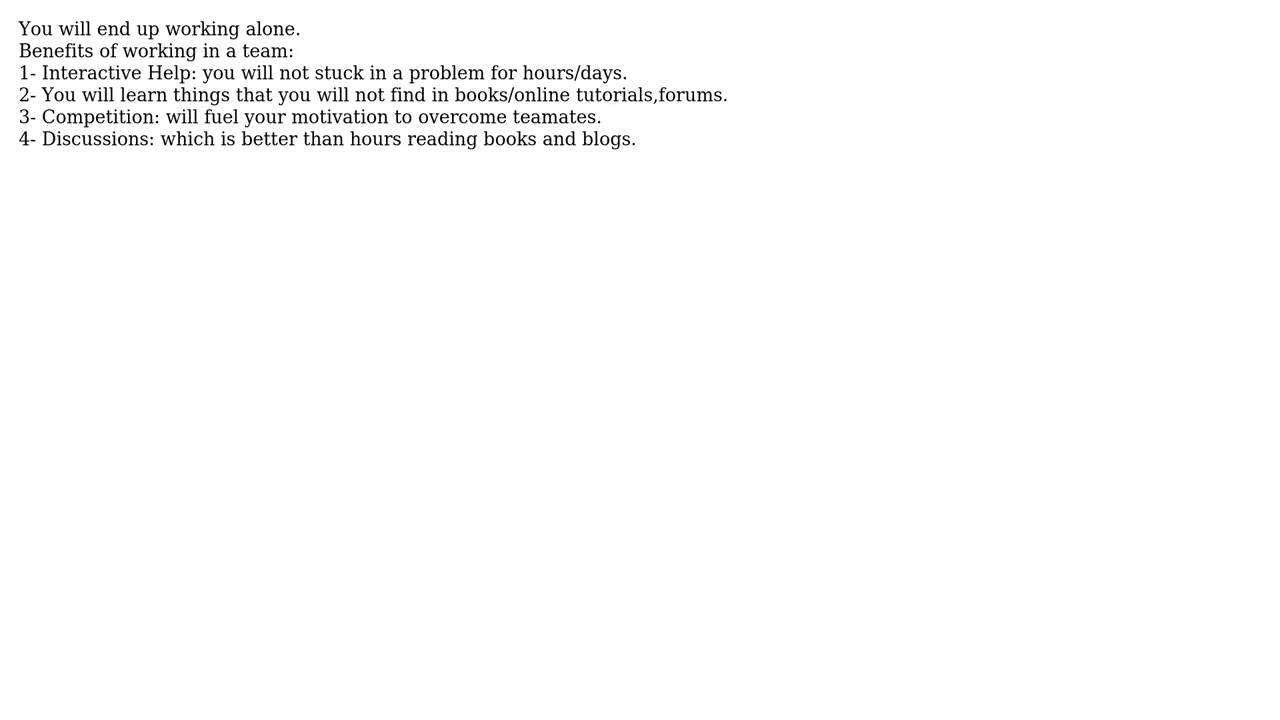 You will end up working alone.
Benefits of working in a team:
1- Interactive Help: you will not stuck in a problem for hours/days.
2- You will learn things that you will not find in books/online tutorials,forums.
3- Competition: will fuel your motivation to overcome teamates.
4- Discussions: which is better than hours reading books and blogs.